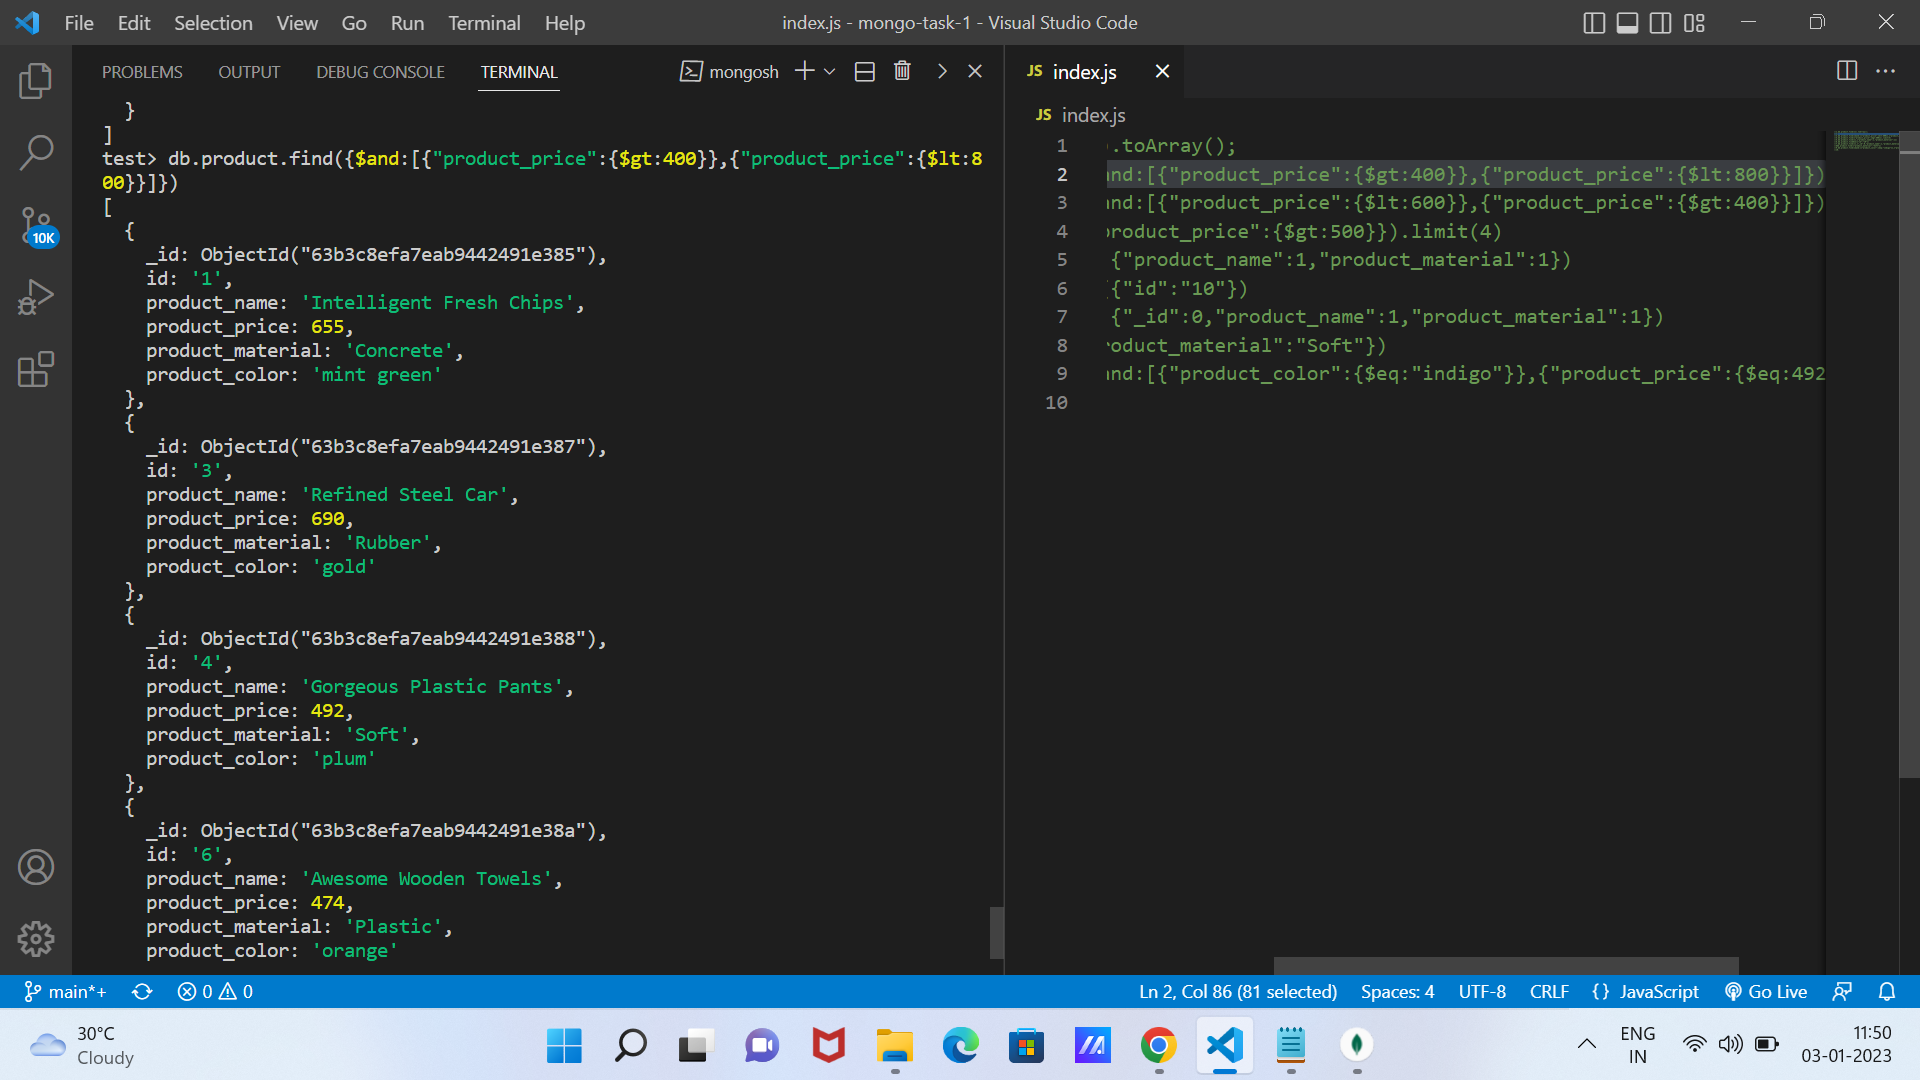 File Edit Selection View Go Run Terminal Help
index.js - mongo-task-1 - Visual Studio Code
PROBLEMS OUTPUT DEBUG CONSOLE TERMINAL
mongosh
}
]
test> db.product.find({$and:[{"product_price":{$gt:400}},{"product_price":{$lt:8
00}}]})
[
{
_id: ObjectId("63b3c8efa7eab9442491e385"),
id: '1',
product_name: 'Intelligent Fresh Chips',
product_price: 655,
product_material: 'Concrete',
product_color: 'mint green'
},
{
_id: ObjectId("63b3c8efa7eab9442491e387"),
id: '3',
product_name: 'Refined Steel Car',
product_price: 690,
product_material: 'Rubber',
product_color: 'gold'
},
{
_id: ObjectId("63b3c8efa7eab9442491e388"),
id: '4',
product_name: 'Gorgeous Plastic Pants',
product_price: 492,
product_material: 'Soft',
product_color: 'plum'
},
{
_id: ObjectId("63b3c8efa7eab9442491e38a"),
id: '6',
product_name: 'Awesome Wooden Towels',
product_price: 474,
product_material: 'Plastic',
product_color: 'orange'
10K
JS index.js
JS index.js
1 .toArray();
2 nd:[{"product_price":{$gt:400}},{"product_price":{$lt:800}}]})
3 nd:[{"product_price":{$lt:600}},{"product_price":{$gt:400}}]})
4 product_price":{$gt:500}}).limit(4)
5 {"product_name":1,"product_material":1})
6 {"id":"10"})
7 {"_id":0,"product_name":1,"product_material":1})
8 roduct_material":"Soft"})
9 nd:[{"product_color":{$eq:"indigo"}},{"product_price":{$eq:492
10
main*+ 0 0
Ln 2, Col 86 (81 selected) Spaces: 4 UTF-8 CRLF {} JavaScript Go Live
30°C
Cloudy
ENG
IN
11:50
03-01-2023